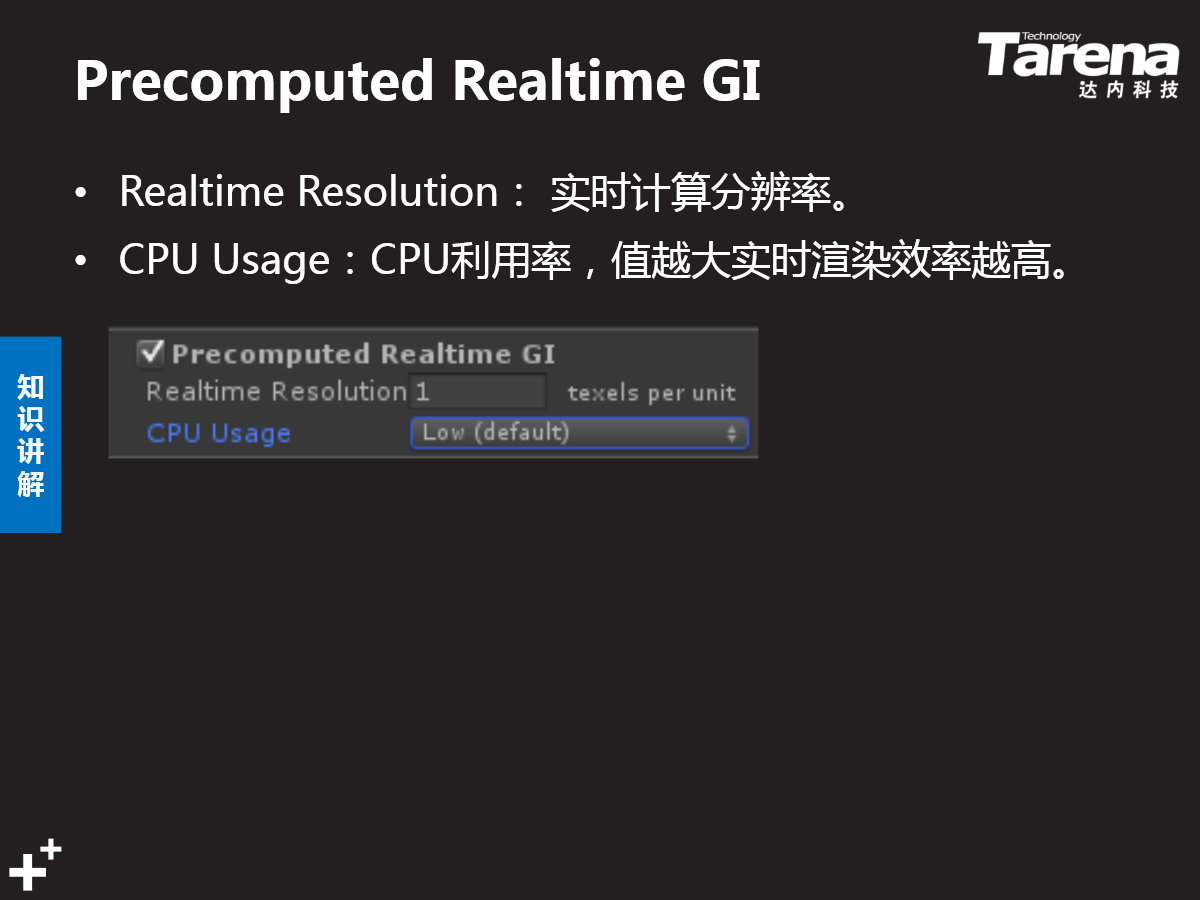 Technology
Tarena
达内科技
Precomputed Realtime GI
• Realtime Resolution： 实时计算分辨率。
• CPU Usage：CPU利用率，值越大实时渲染效率越高。
知识讲解
Precomputed Realtime GI
Realtime Resolution 1 texels per unit
CPU Usage Low (default)